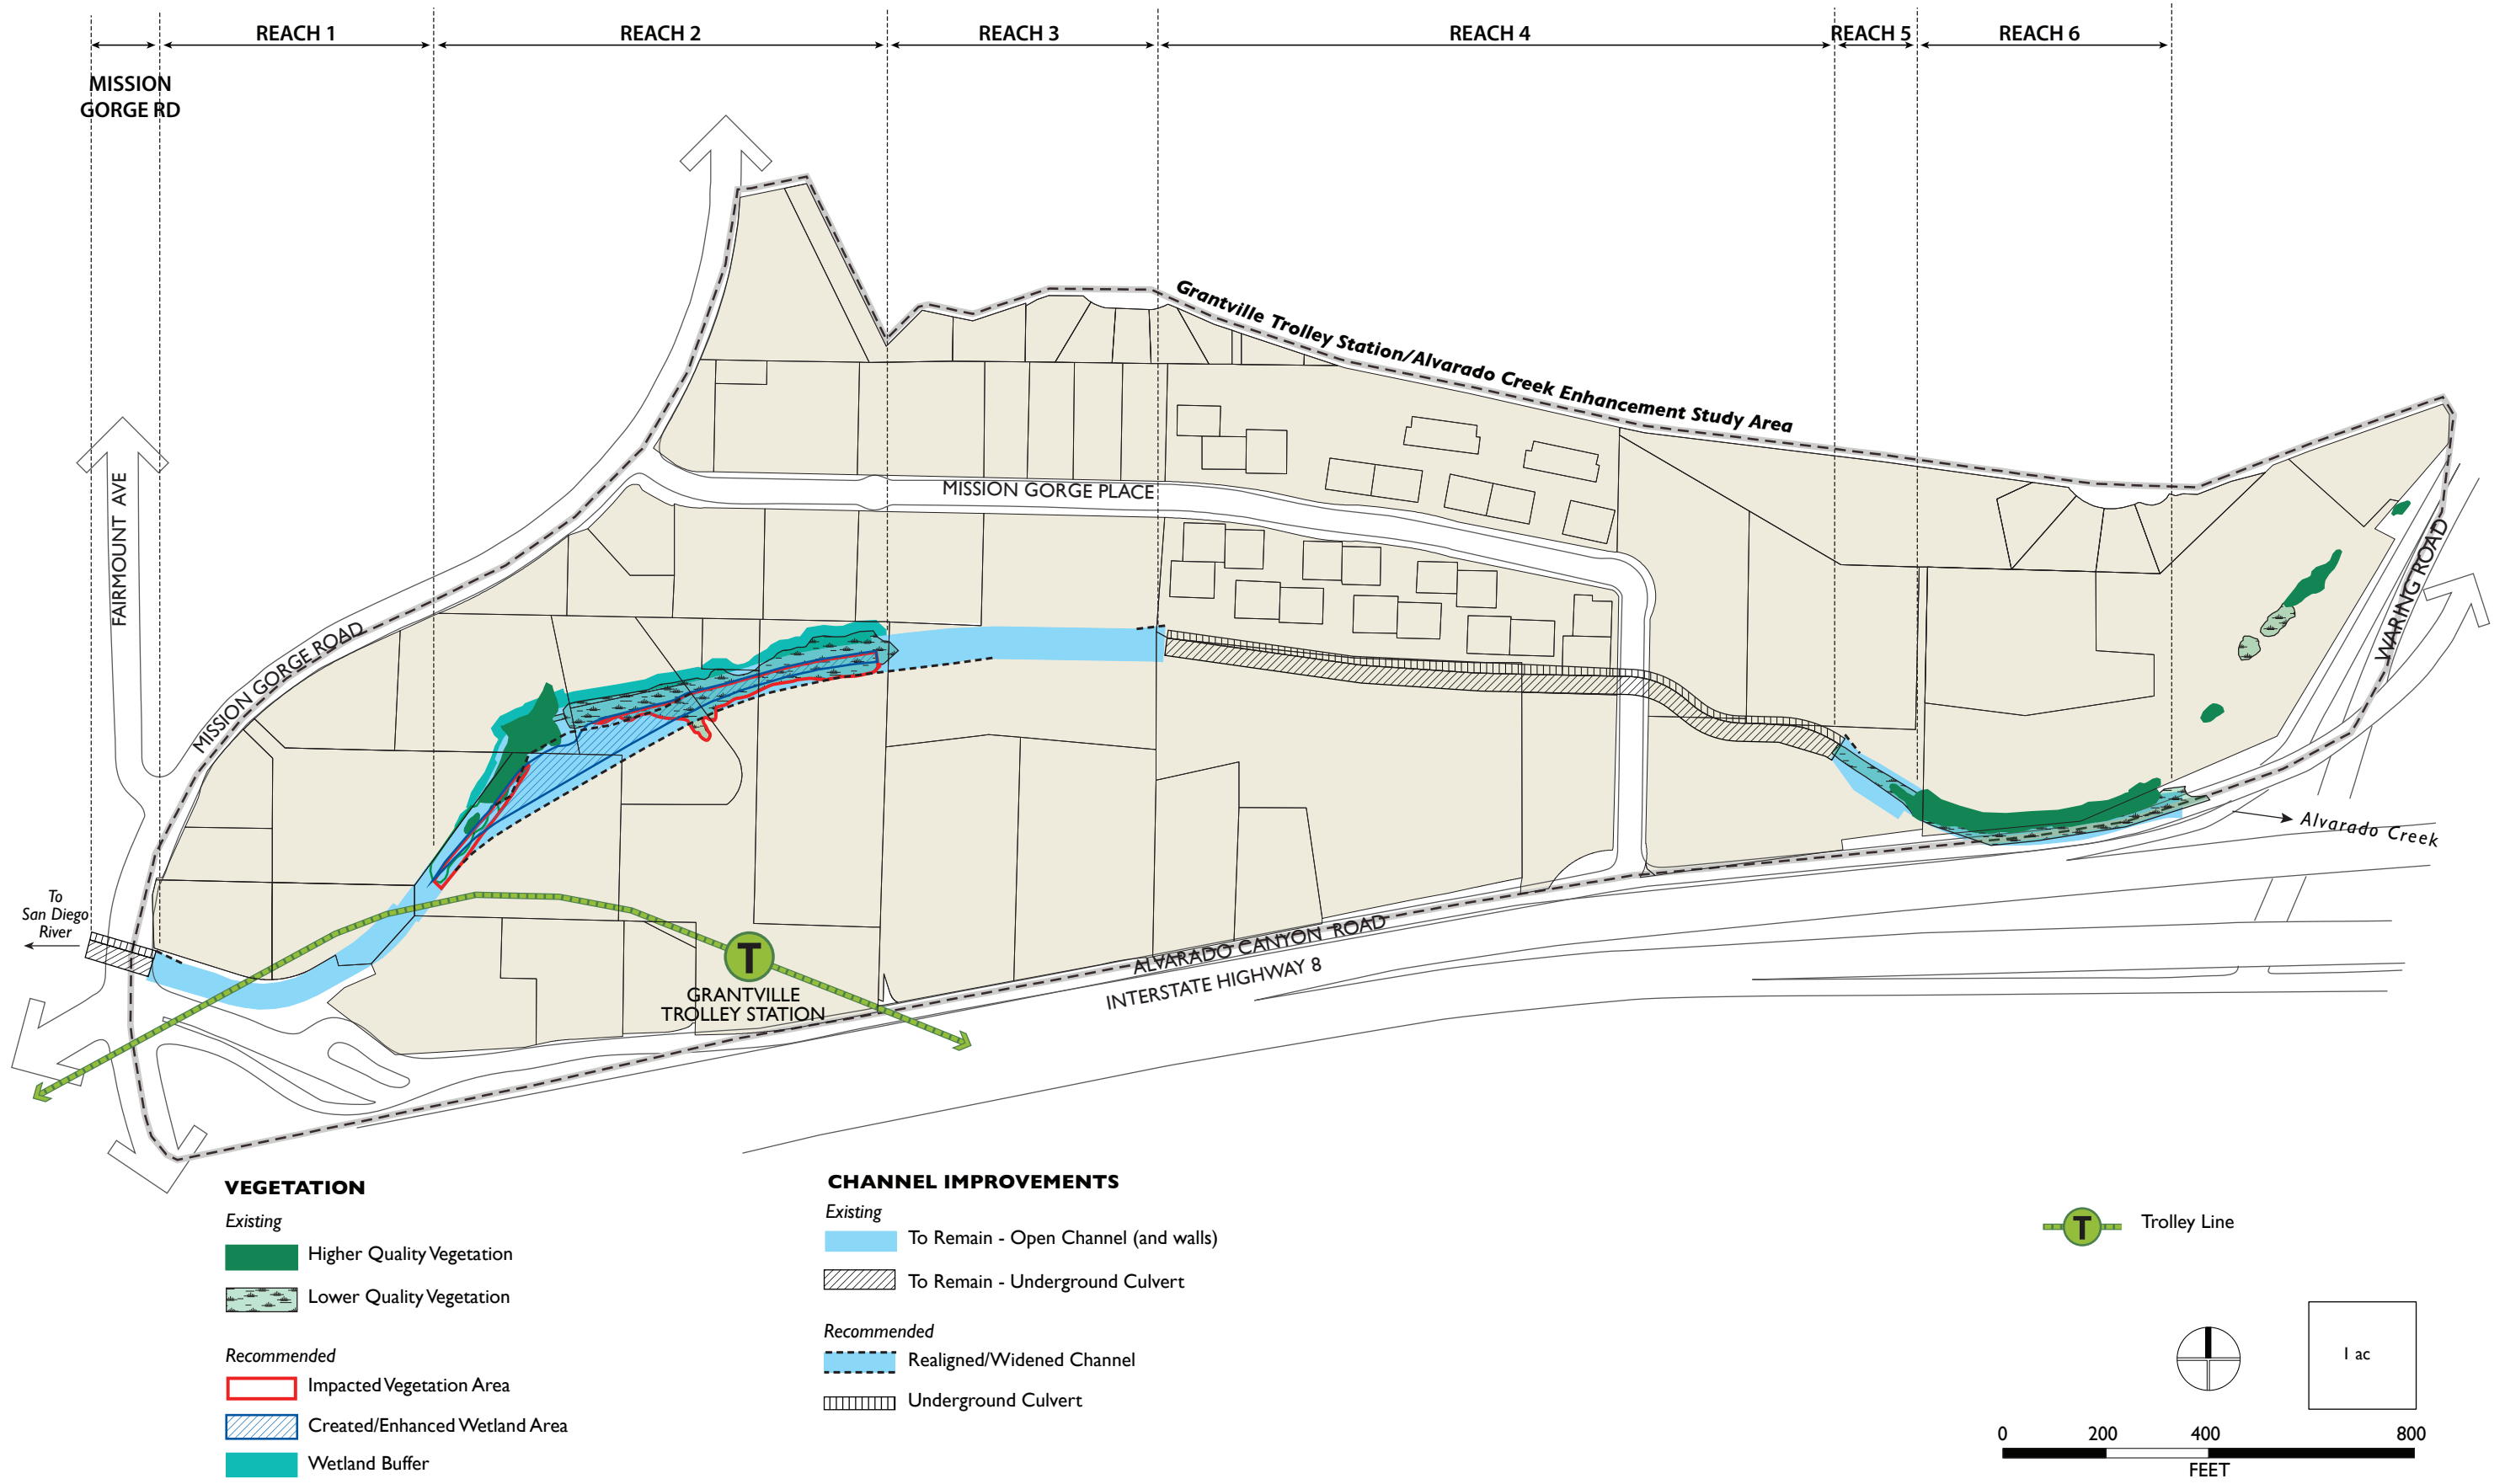 REACH 1
REACH 2
REACH 3
REACH 4
REACH 5
REACH 6
MISSION
GORGE RD
Grantville Trolley Station/Alvarado Creek Enhancement Study Area
FAIRMOUNT AVE
MISSION GORGE ROAD
MISSION GORGE PLACE
WARING ROAD
Alvarado Creek
To
San Diego
River
T
GRANTVILLE
TROLLEY STATION
ALVARADO CANYON ROAD
INTERSTATE HIGHWAY 8
VEGETATION
Existing
Higher Quality Vegetation
Lower Quality Vegetation
Recommended
Impacted Vegetation Area
Created/Enhanced Wetland Area
Wetland Buffer
CHANNEL IMPROVEMENTS
Existing
To Remain - Open Channel (and walls)
To Remain - Underground Culvert
Recommended
Realigned/Widened Channel
Underground Culvert
T
Trolley Line
1 ac
0 200 400 800
FEET